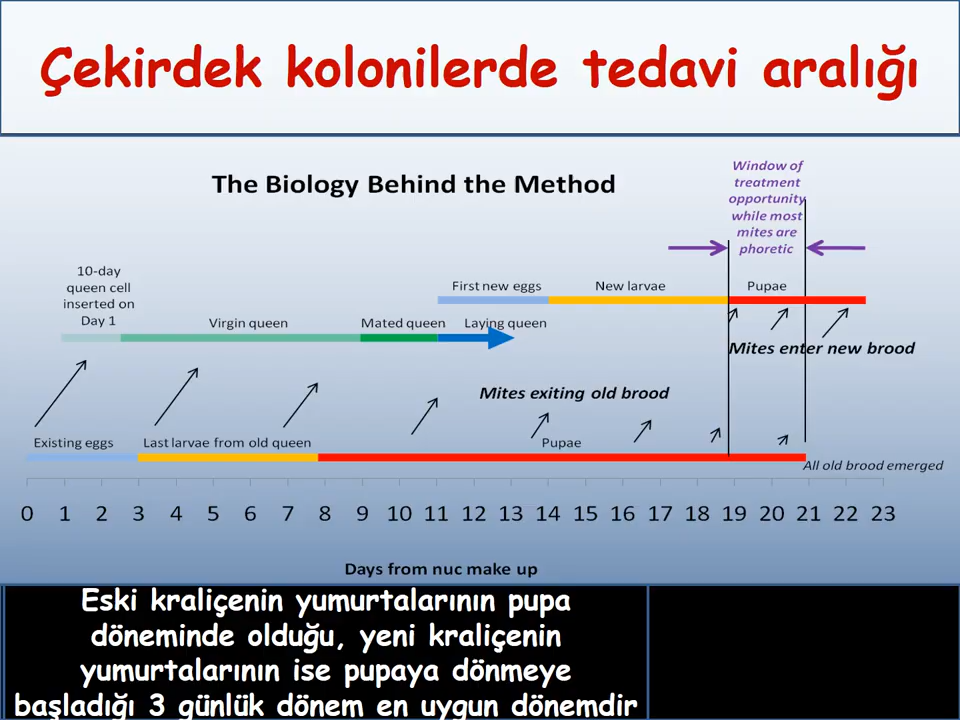 Çekirdek kolonilerde tedavi aralığı
The Biology Behind the Method
Window of
treatment
opportunity
while most
mites are
phoretic
10-day
queen cell
inserted on
Day 1
First new eggs
New larvae
Pupae
Virgin queen
Mated queen
Laying queen
Mites enter new brood
Mites exiting old brood
Existing eggs
Last larvae from old queen
Pupae
All old brood emerged
0 1 2 3 4 5 6 7 8 9 10 11 12 13 14 15 16 17 18 19 20 21 22 23
Days from nuc make up
Eski kraliçenin yumurtalarının pupa
döneminde olduğu, yeni kraliçenin
yumurtalarının ise pupaya dönmeye
başladığı 3 günlük dönem en uygun dönemdir